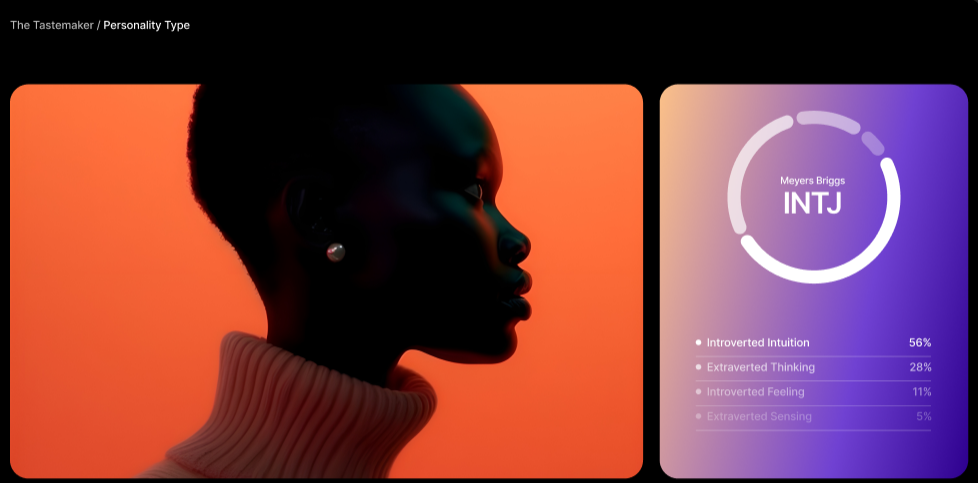 The Tastemaker / Personality Type
Meyers Briggs
INTJ
Introverted Intuition 56%
Extraverted Thinking 28%
Introverted Feeling 11%
Extraverted Sensing 5%